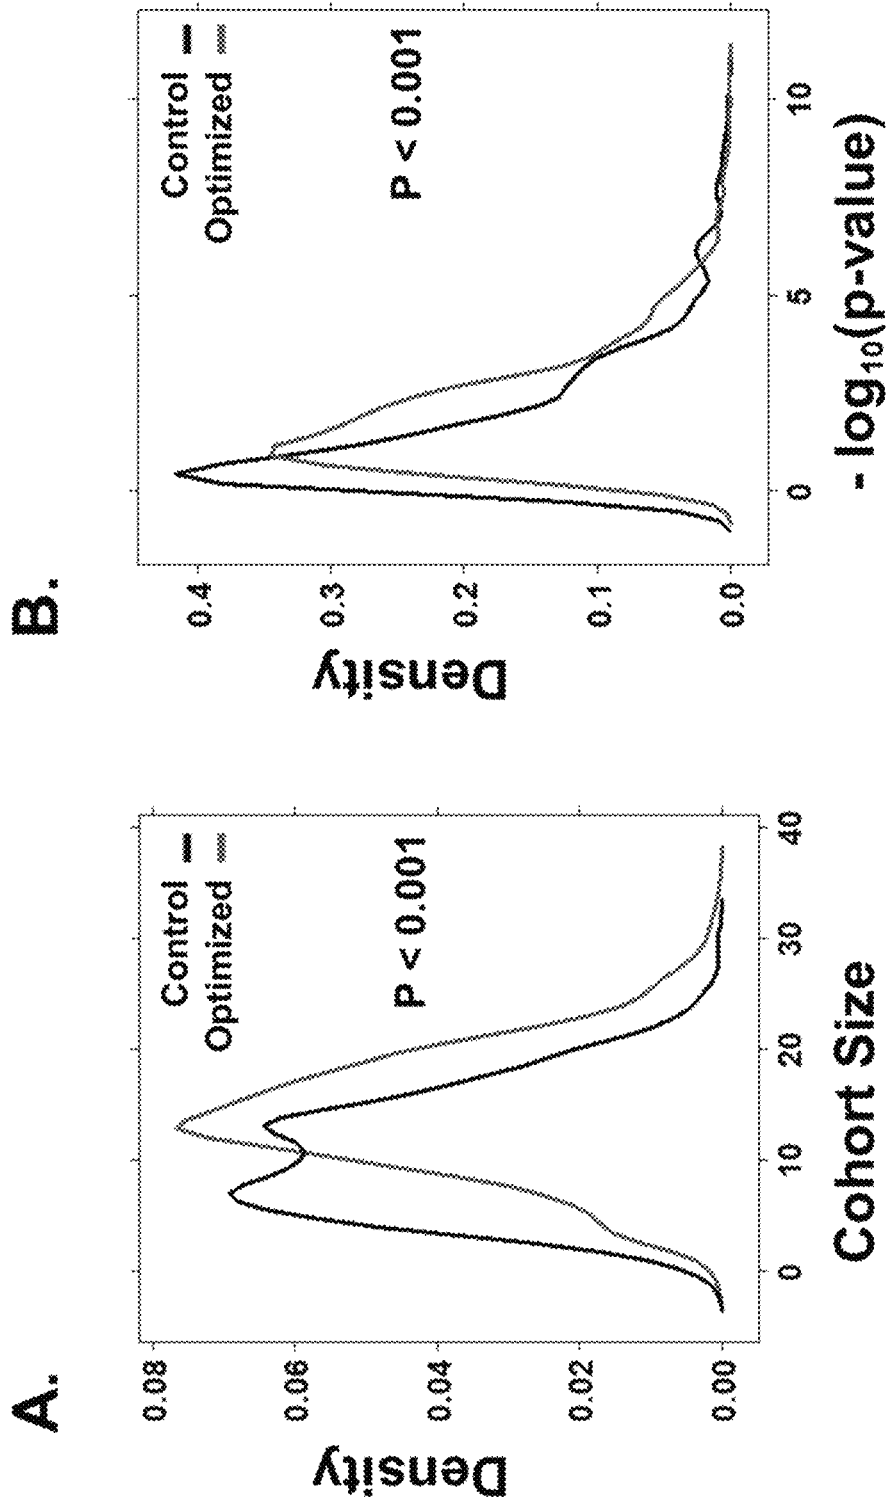 A.
Density
0.08
0.06
0.04
0.02
0.00
Control
Optimized
P < 0.001
0 10 20 30 40
Cohort Size
B.
Density
0.4
0.3
0.2
0.1
0.0
Control
Optimized
P < 0.001
0 5 10
- log₁₀(p-value)